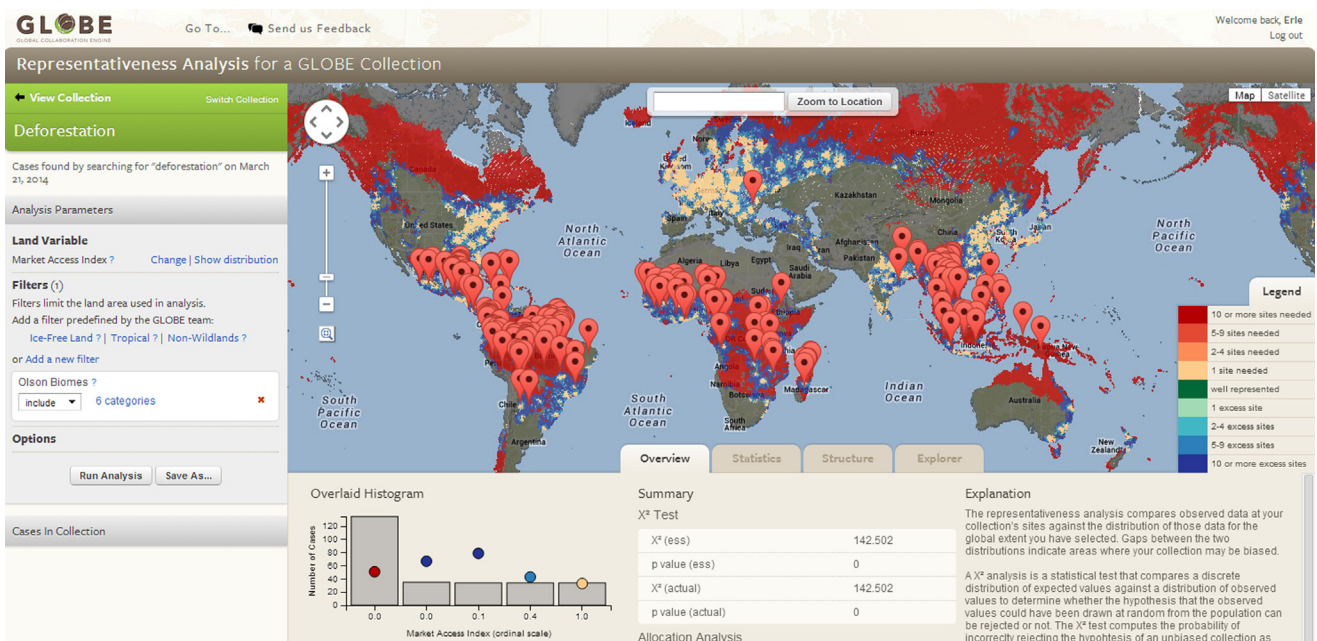 GLOBE
GLOBAL COLLABORATION ENGINE
Go To...
Send us Feedback
Welcome back, Erle
Log out
Representativeness Analysis for a GLOBE Collection
View Collection
Switch Collection
Deforestation
Cases found by searching for "deforestation" on March
21, 2014
Analysis Parameters
Land Variable
Market Access Index ?
Change | Show distribution
Filters (1)
Filters limit the land area used in analysis.
Add a filter predefined by the GLOBE team:
Ice-Free Land ? | Tropical ? | Non-Wildlands ?
or Add a new filter
Olson Biomes ?
include
6 categories
Options
Run Analysis
Save As...
Cases In Collection
Zoom to Location
Map
Satellite
Iceland
Russia
Canada
Kazakhstan
Mongolia
Spain
Italy
United States
China
Japan
North
Atlantic
Ocean
North
Pacific
Ocean
Iraq
Afghanistan
Pakistan
Algeria
Libya
Egypt
Saudi
Arabia
Ethiopia
Angola
Namibia
Madagascar
South
Africa
Chile
Argentina
South
Pacific
Ocean
South
Atlantic
Ocean
Indian
Ocean
Australia
New
Zealand
Legend
10 or more sites needed
5-9 sites needed
2-4 sites needed
1 site needed
well represented
1 excess site
2-4 excess sites
5-9 excess sites
10 or more excess sites
Overview
Statistics
Structure
Explorer
Overlaid Histogram
Number of Cases
120
100
80
60
40
20
0
0.0
0.0
0.1
0.4
1.0
Market Access Index (ordinal scale)
Summary
X² Test
X² (ess)
142.502
p value (ess)
0
X² (actual)
142.502
p value (actual)
0
Allocation Analysis
Explanation
The representativeness analysis compares observed data at your
collection's sites against the distribution of those data for the
global extent you have selected. Gaps between the two
distributions indicate areas where your collection may be biased.
A X² analysis is a statistical test that compares a discrete
distribution of expected values against a distribution of observed
values to determine whether the hypothesis that the observed
values could have been drawn at random from the population can
be rejected or not. The X² test computes the probability of
incorrectly rejecting the hypohtesis of an unbiased collection as